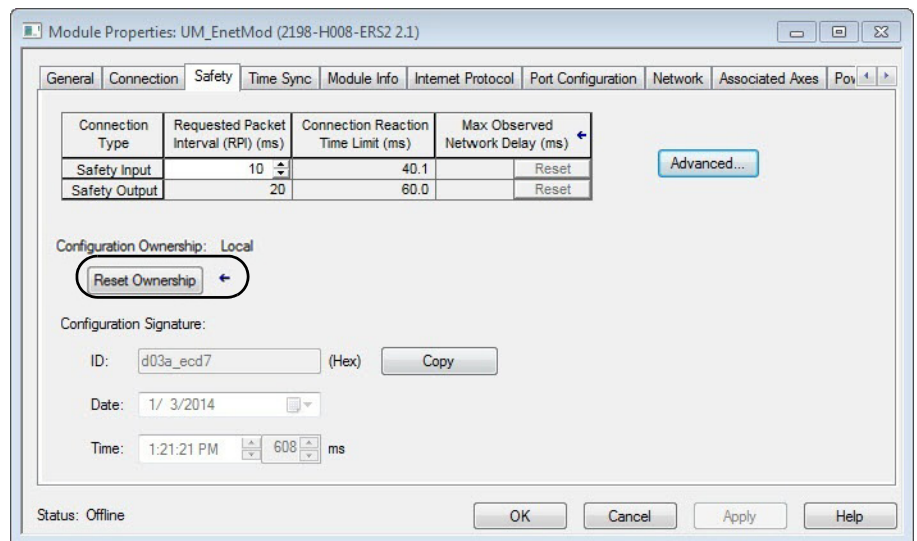 Module Properties: UM_EnetMod (2198-H008-ERS2 2.1)
General Connection Safety Time Sync Module Info Internet Protocol Port Configuration Network Associated Axes
Connection Type Requested Packet Interval (RPI) (ms) Connection Reaction Time Limit (ms) Max Observed Network Delay (ms)
Safety Input 10 40.1 Reset
Safety Output 20 60.0 Reset
Advanced...
Configuration Ownership: Local
Reset Ownership
Configuration Signature:
ID: d03a_ecd7 (Hex) Copy
Date: 1/ 3/2014
Time: 1:21:21 PM 608 ms
Status: Offline OK Cancel Apply Help